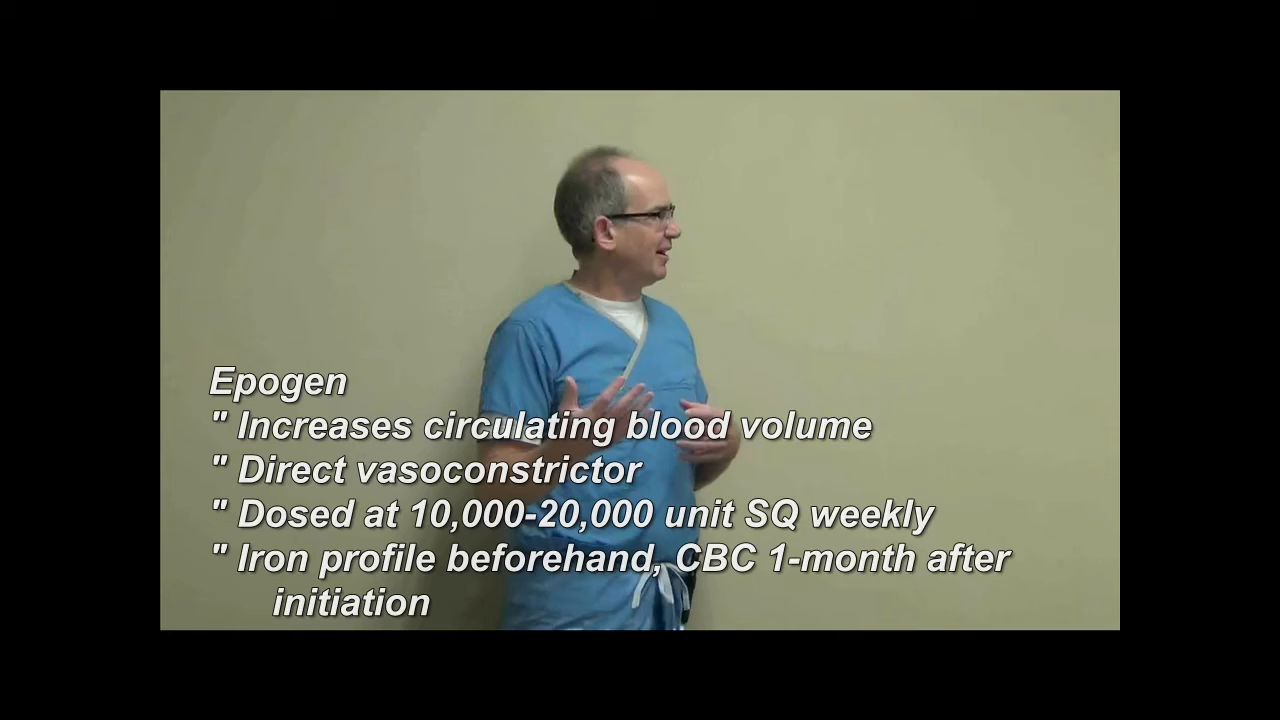 Epogen
" Increases circulating blood volume
" Direct vasoconstrictor
" Dosed at 10,000-20,000 unit SQ weekly
" Iron profile beforehand, CBC 1-month after
initiation